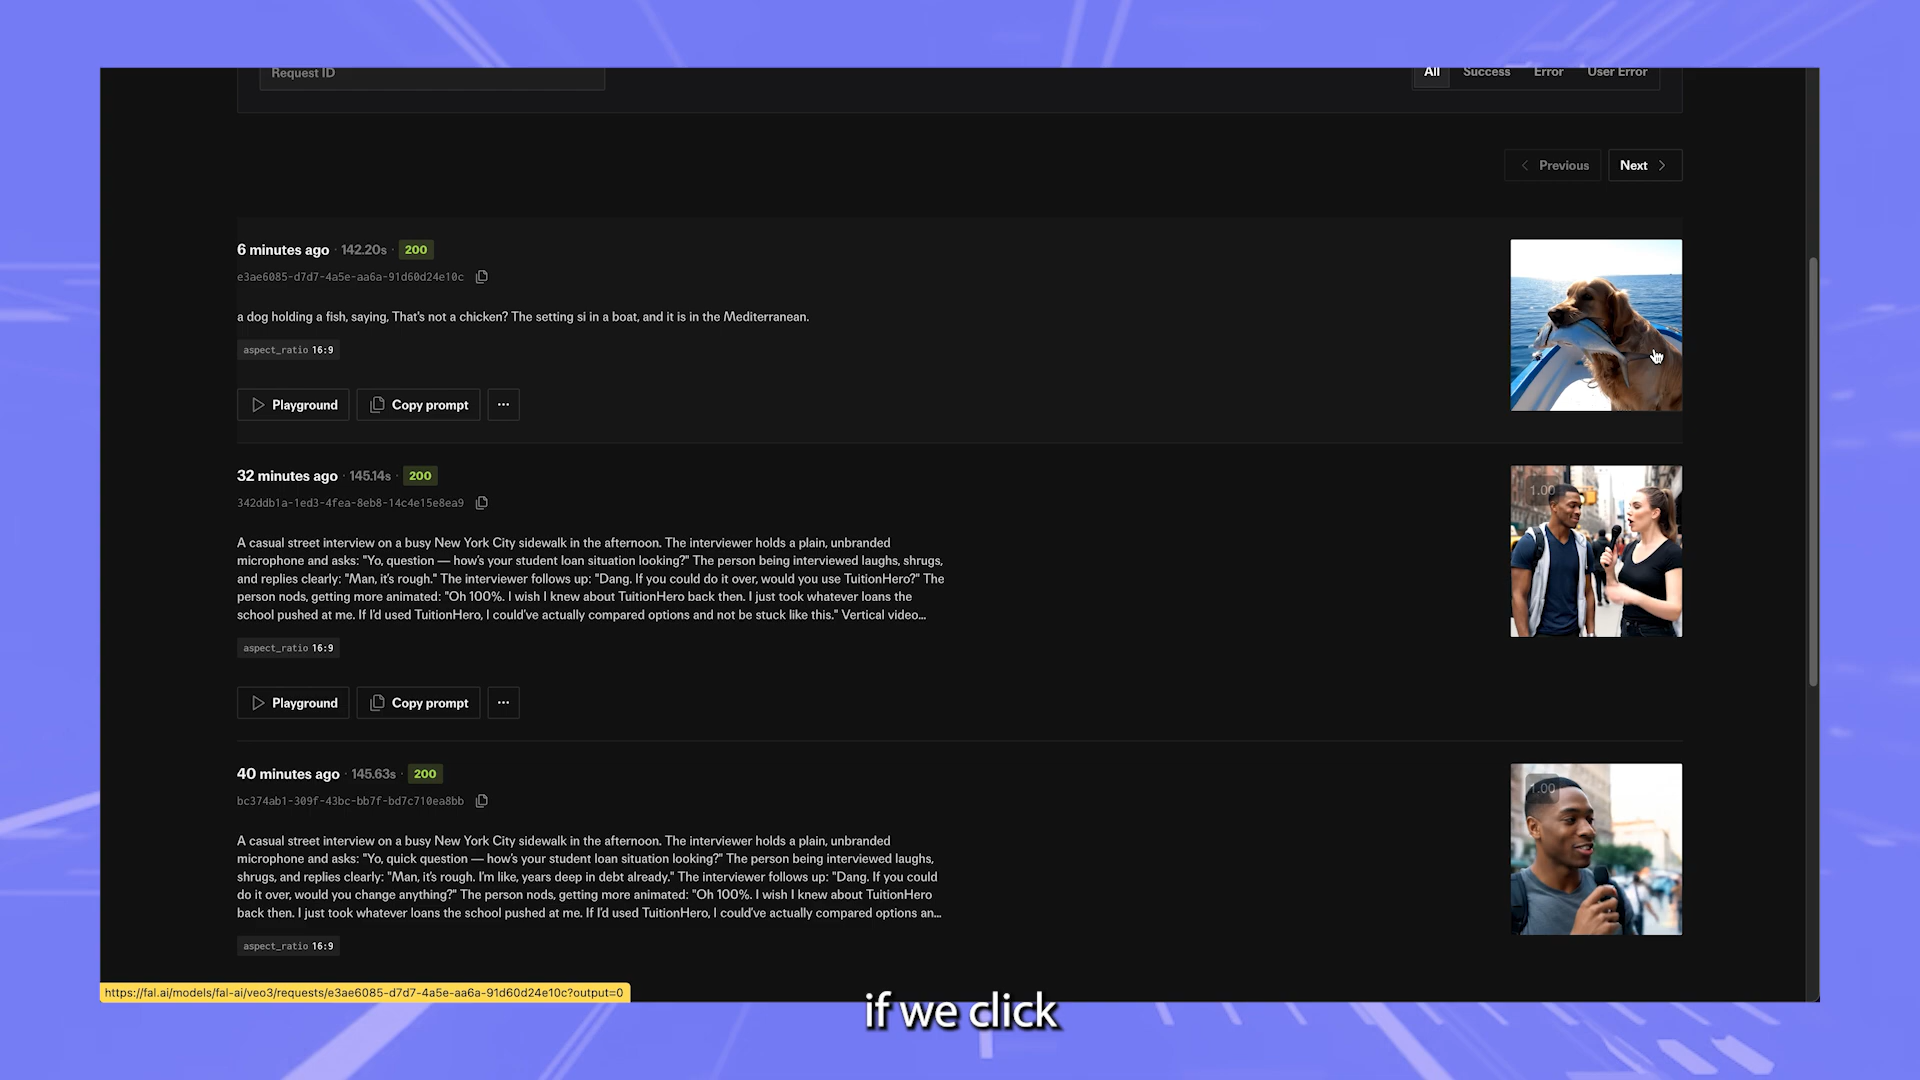 Request ID
All Success Error User Error
Previous Next
6 minutes ago · 142.20s · 200
e3ae6085-d7d7-4a5e-aa6a-91d60d24e10c
a dog holding a fish, saying, That's not a chicken? The setting si in a boat, and it is in the Mediterranean.
aspect_ratio 16:9
Playground Copy prompt ...
32 minutes ago · 145.14s · 200
342ddb1a-1ed3-4fea-8eb8-14c4e15e8ea9
1.00
A casual street interview on a busy New York City sidewalk in the afternoon. The interviewer holds a plain, unbranded
microphone and asks: "Yo, question — how's your student loan situation looking?" The person being interviewed laughs, shrugs,
and replies clearly: "Man, it's rough." The interviewer follows up: "Dang. If you could do it over, would you use TuitionHero?" The
person nods, getting more animated: "Oh 100%. I wish I knew about TuitionHero back then. I just took whatever loans the
school pushed at me. If I'd used TuitionHero, I could've actually compared options and not be stuck like this." Vertical video...
aspect_ratio 16:9
Playground Copy prompt ...
40 minutes ago · 145.63s · 200
bc374ab1-309f-43bc-bb7f-bd7c710ea8bb
1.00
A casual street interview on a busy New York City sidewalk in the afternoon. The interviewer holds a plain, unbranded
microphone and asks: "Yo, quick question — how's your student loan situation looking?" The person being interviewed laughs,
shrugs, and replies clearly: "Man, it's rough. I'm like, years deep in debt already." The interviewer follows up: "Dang. If you could
do it over, would you change anything?" The person nods, getting more animated: "Oh 100%. I wish I knew about TuitionHero
back then. I just took whatever loans the school pushed at me. If I'd used TuitionHero, I could've actually compared options an...
aspect_ratio 16:9
https://fal.ai/models/fal-ai/veo3/requests/e3ae6085-d7d7-4a5e-aa6a-91d60d24e10c?output=0
if we click